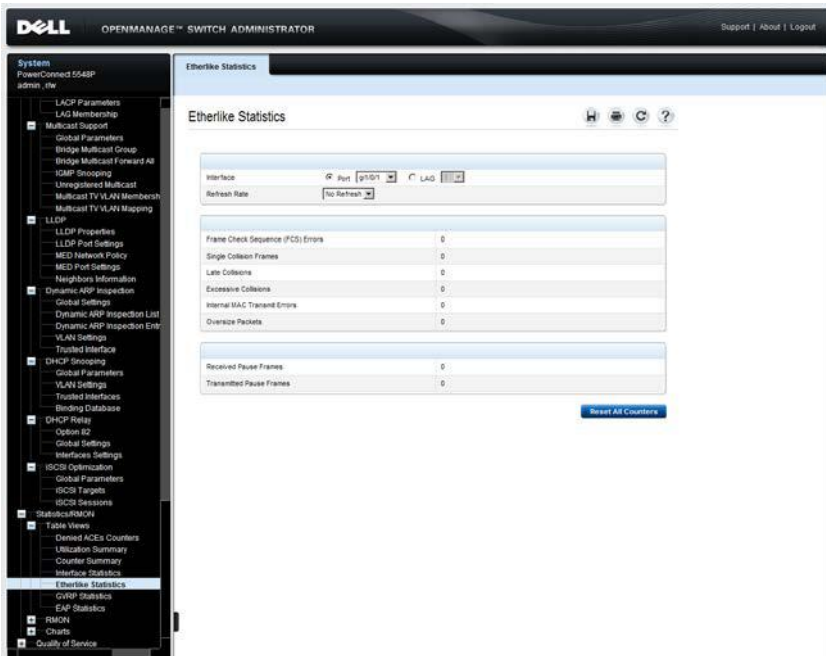 DELL
OPENMANAGE™ SWITCH ADMINISTRATOR
Support | About | Logout
System
PowerConnect 5548P
admin , r/w
LACP Parameters
LAG Membership
Multicast Support
Global Parameters
Bridge Multicast Group
Bridge Multicast Forward All
IGMP Snooping
Unregistered Multicast
Multicast TV VLAN Membersh
Multicast TV VLAN Mapping
LLDP
LLDP Properties
LLDP Port Settings
MED Network Policy
MED Port Settings
Neighbors Information
Dynamic ARP Inspection
Global Settings
Dynamic ARP Inspection List
Dynamic ARP Inspection Entr
VLAN Settings
Trusted Interface
DHCP Snooping
Global Parameters
VLAN Settings
Trusted Interfaces
Binding Database
DHCP Relay
Option 82
Global Settings
Interfaces Settings
iSCSI Optimization
Global Parameters
iSCSI Targets
iSCSI Sessions
Statistics/RMON
Table Views
Denied ACEs Counters
Utilization Summary
Counter Summary
Interface Statistics
Etherlike Statistics
GVRP Statistics
EAP Statistics
RMON
Charts
Quality of Service
Etherlike Statistics
Etherlike Statistics
Interface Port gi1/0/1 LAG
Refresh Rate No Refresh
Frame Check Sequence (FCS) Errors 0
Single Collision Frames 0
Late Collisions 0
Excessive Collisions 0
Internal MAC Transmit Errors 0
Oversize Packets 0
Received Pause Frames 0
Transmitted Pause Frames 0
Reset All Counters